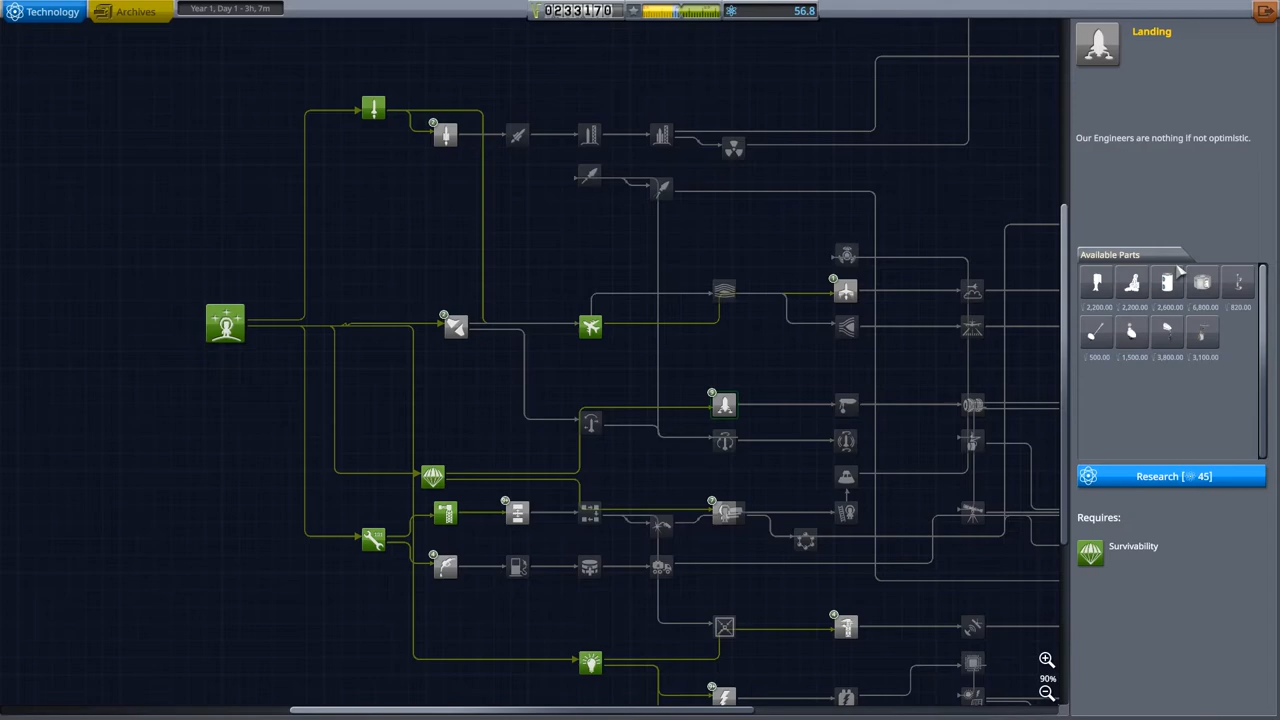 Technology
Archives
Year 1, Day 1 - 3h, 7m
0233170
56.8
Landing
Our Engineers are nothing if not optimistic.
Available Parts
2,200.00 2,200.00 2,600.00 6,800.00 820.00
500.00 1,500.00 3,800.00 3,100.00
Research [ 45]
Requires:
Survivability
90%